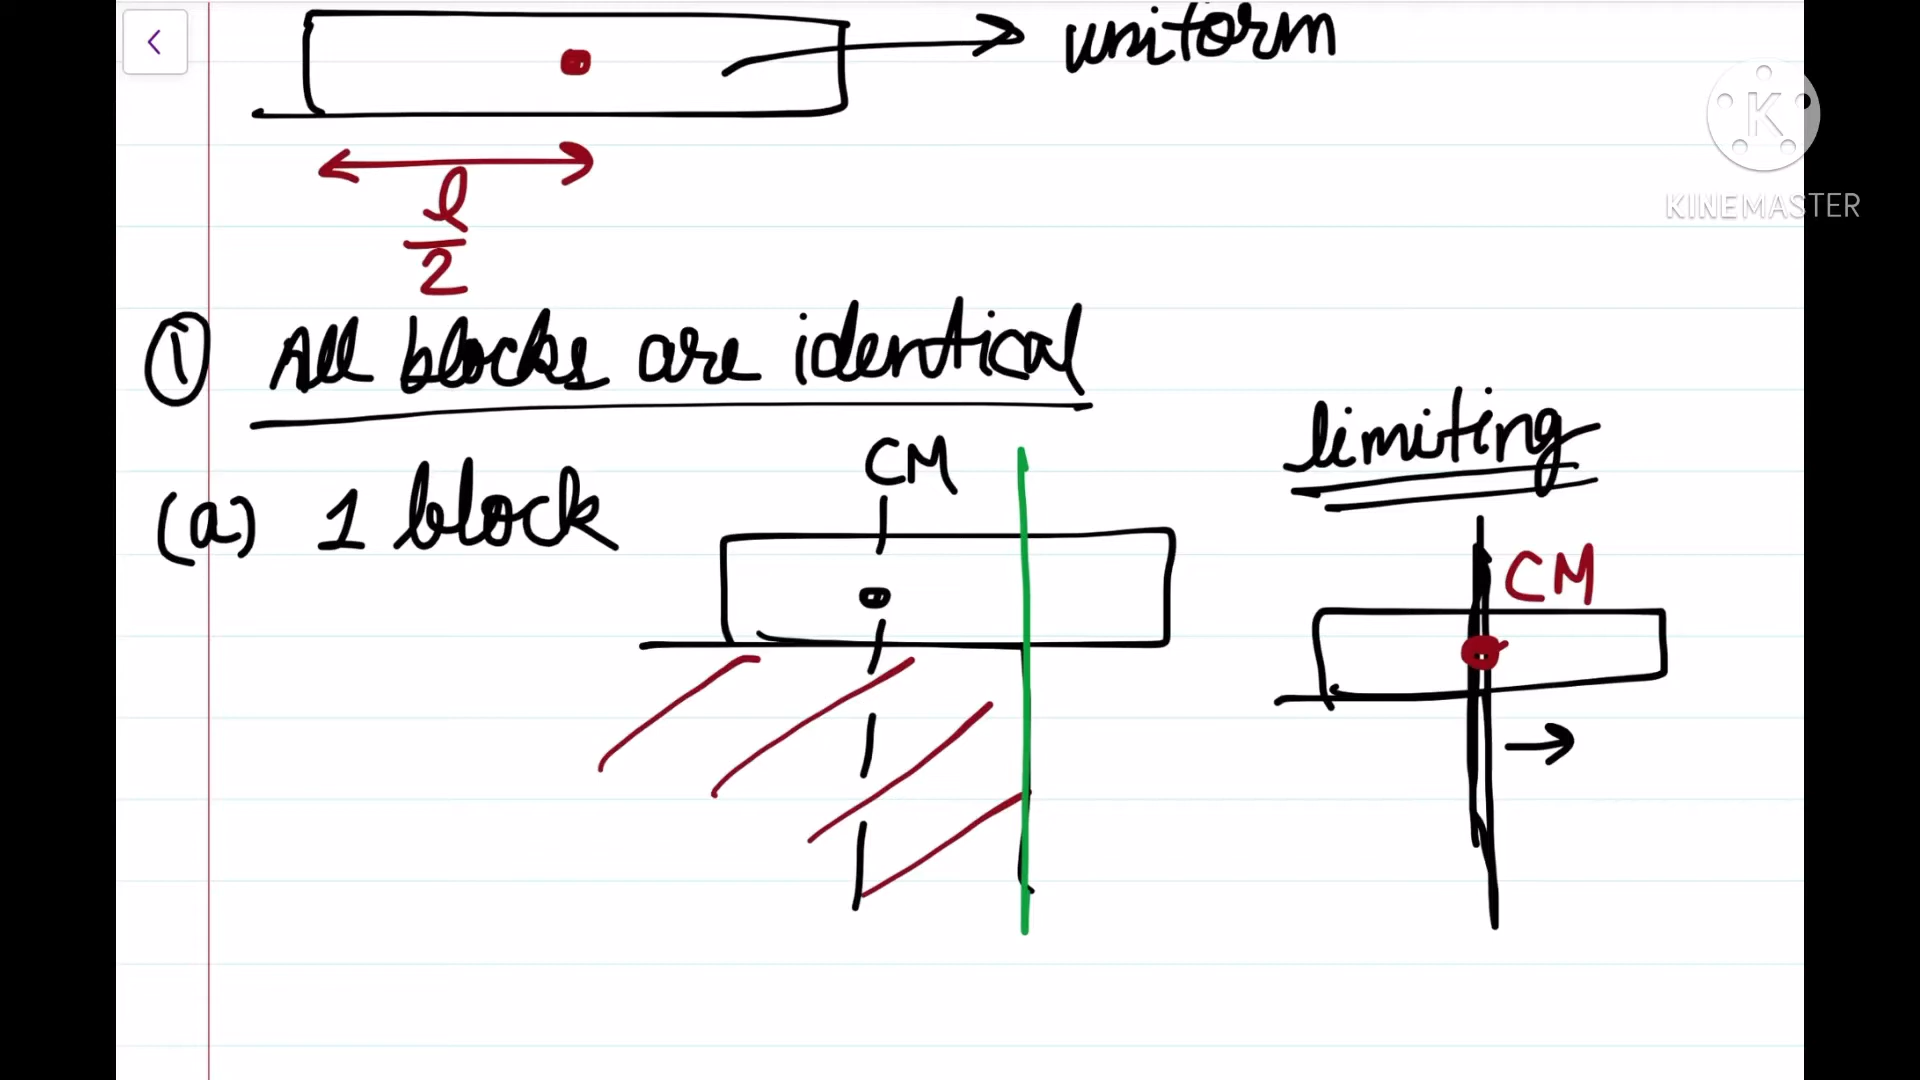 uniform
K
KINEMASTER
l
2
① All blocks are identical
limiting
CM
(a) 1 block
CM